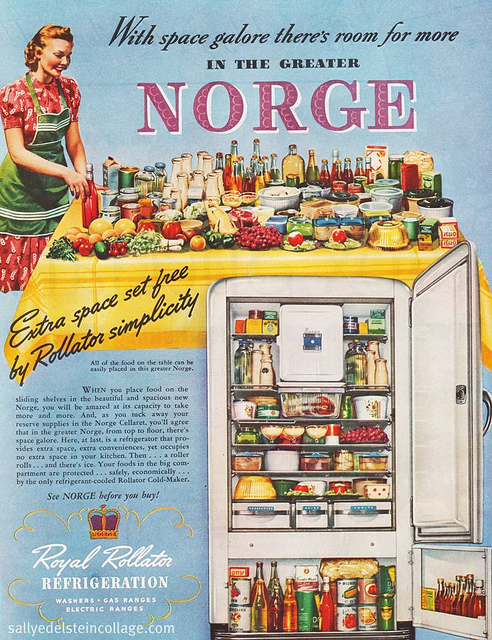 With space galore there's room for more
IN THE GREATER
NORGE
Extra space set free
by Rollator simplicity
All of the food on the table can be
easily placed in this greater Norge.
WHEN you place food on the
sliding shelves in the beautiful and spacious new
Norge, you will be amazed at its capacity to take
more and more. And, as you tuck away your
reserve supplies in the Norge Cellaret, you'll agree
that in the greater Norge, from top to floor, there's
space galore. Here, at last, is a refrigerator that pro-
vides extra space, extra conveniences, yet occupies
no extra space in your kitchen. Then . . . a roller
rolls . . . and there's ice. Your foods in the big com-
partment are protected . . . safely, economically . . .
by the only refrigerant-cooled Rollator Cold-Maker.
See NORGE before you buy!
Royal Rollator
REFRIGERATION
WASHERS · GAS RANGES
ELECTRIC RANGES
sallyedelsteincollage.com